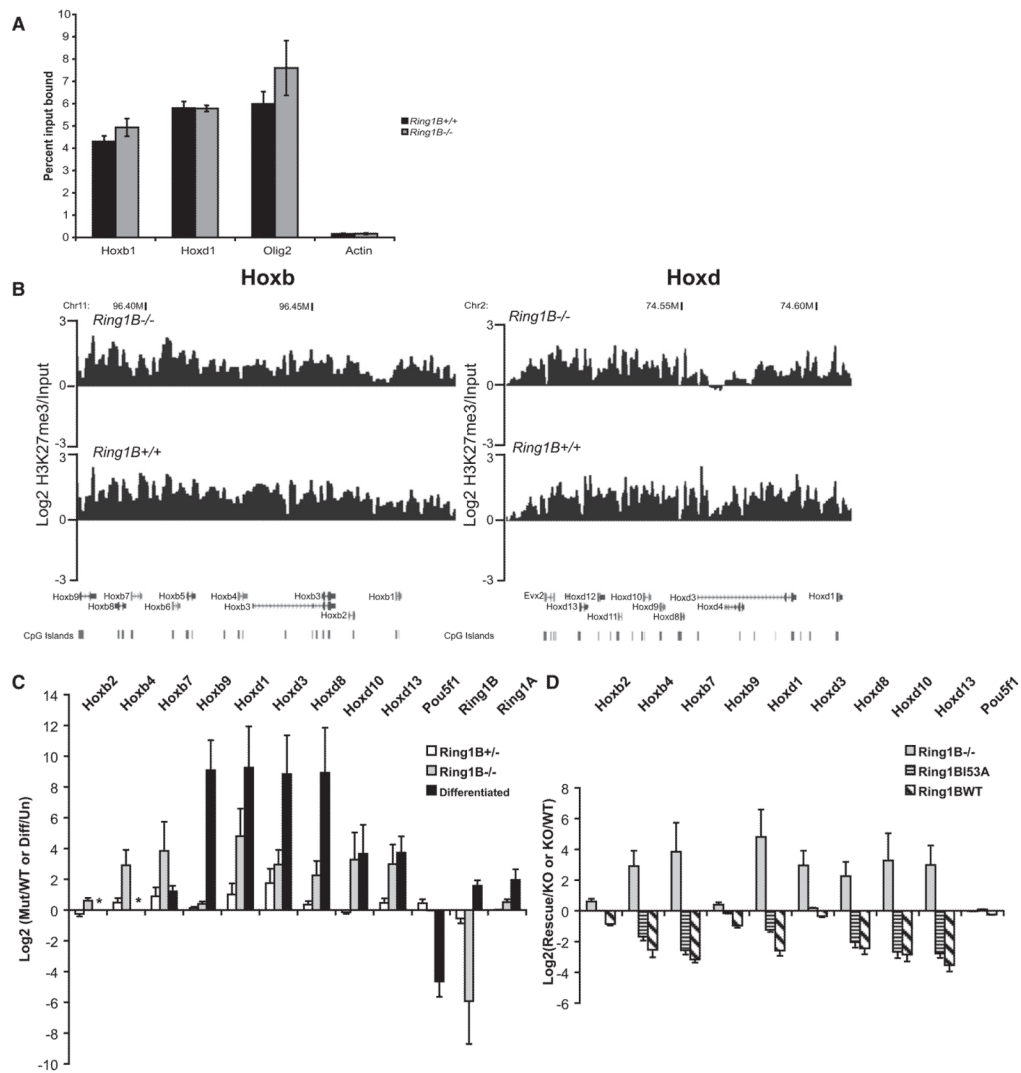 A
10
9
8
7
6
5
4
3
2
1
0
Percent input bound
Hoxb1 Hoxd1 Olig2 Actin
Ring1B+/+
Ring1B-/-
B
Hoxb Hoxd
Chr11: 96.40M 96.45M
Chr2: 74.55M 74.60M
Log2 H3K27me3/Input
3
Ring1B-/-
0
-3
3
Ring1B+/+
0
-3
Log2 H3K27me3/Input
3
Ring1B-/-
0
-3
3
Ring1B+/+
0
-3
Hoxb9 Hoxb7 Hoxb5 Hoxb4 Hoxb3 Hoxb1
Hoxb8 Hoxb6 Hoxb3
Hoxb2
CpG Islands
Evx2 Hoxd12 Hoxd10 Hoxd3 Hoxd1
Hoxd13 Hoxd9 Hoxd4
Hoxd11 Hoxd8
CpG Islands
C
Hoxb2 Hoxb4 Hoxb7 Hoxb9 Hoxd1 Hoxd3 Hoxd8 Hoxd10 Hoxd13 Pou5f1 Ring1B Ring1A
14
12
10
8
6
4
2
0
-2
-4
-6
-8
-10
Log2 (Mut/WT or Diff/Un)
* *
Ring1B+/-
Ring1B-/-
Differentiated
D
Hoxb2 Hoxb4 Hoxb7 Hoxb9 Hoxd1 Hoxd3 Hoxd8 Hoxd10 Hoxd13 Pou5f1
Ring1B-/-
Ring1BI53A
Ring1BWT
8
6
4
2
0
-2
-4
-6
Log2(Rescue/KO or KO/WT)